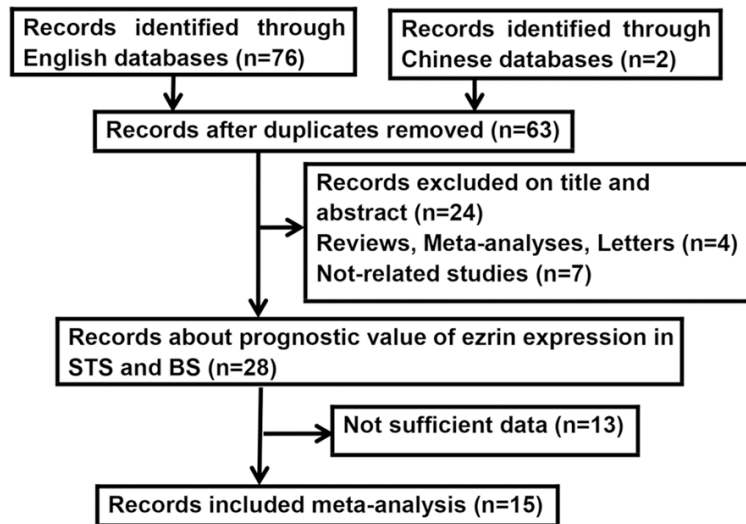 Records identified through
English databases (n=76)
Records identified through
Chinese databases (n=2)
Records after duplicates removed (n=63)
Records excluded on title and
abstract (n=24)
Reviews, Meta-analyses, Letters (n=4)
Not-related studies (n=7)
Records about prognostic value of ezrin expression in
STS and BS (n=28)
Not sufficient data (n=13)
Records included meta-analysis (n=15)